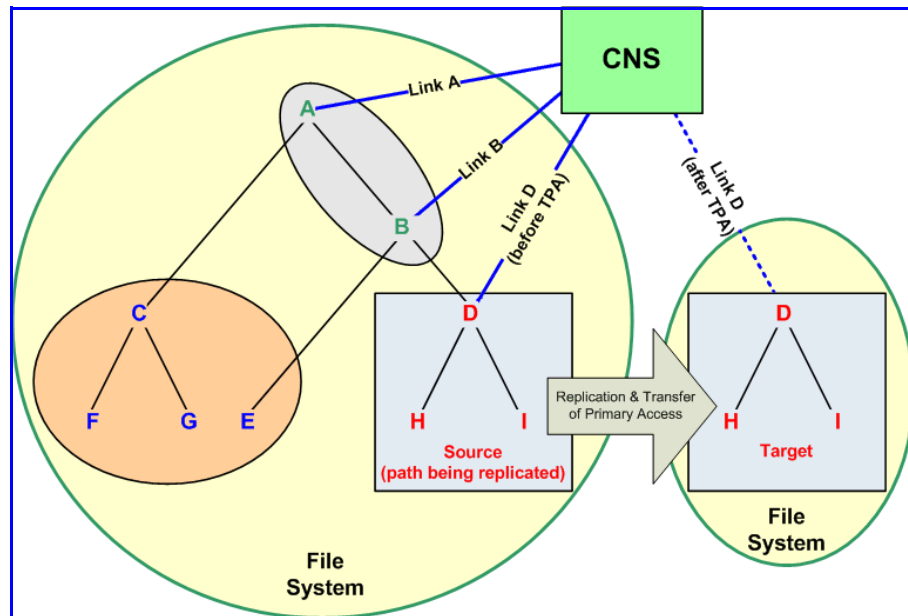 CNS
Link A
A
Link B
Link D
(before TPA)
Link D
(after TPA)
B
C
D
D
F
G
E
H
I
H
I
Replication & Transfer
of Primary Access
Source
(path being replicated)
Target
File
System
File
System